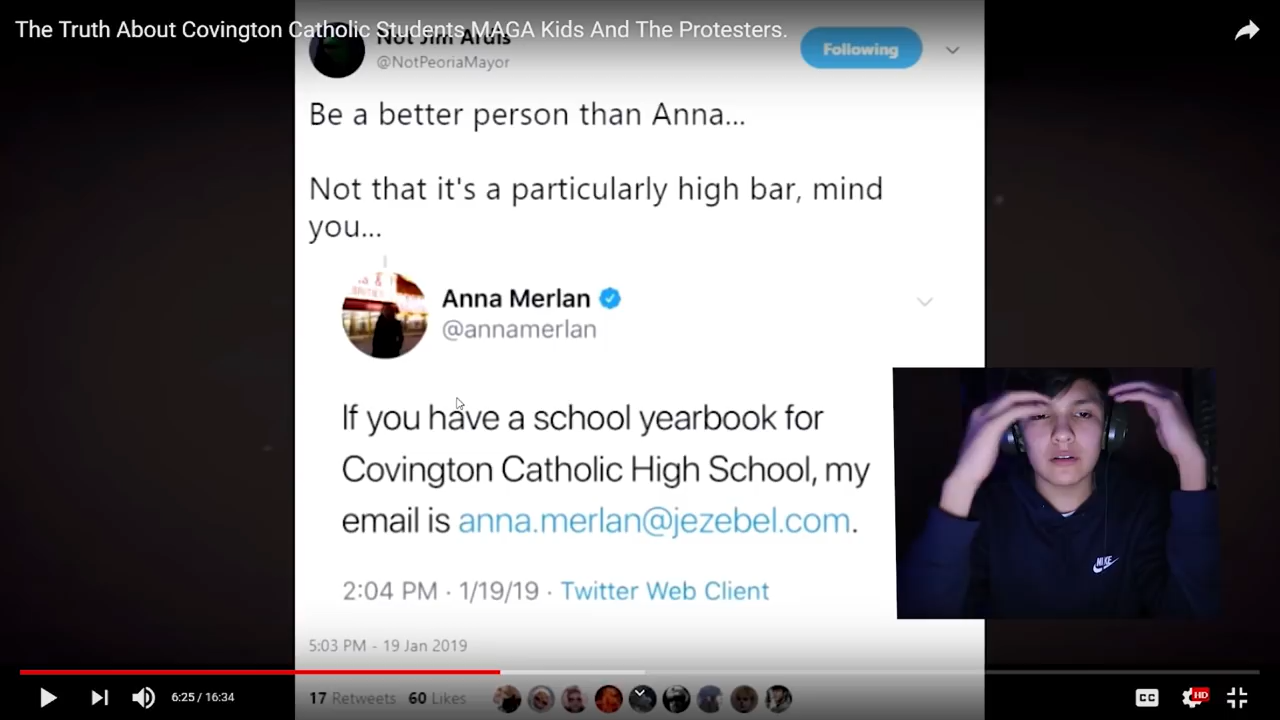 The Truth About Covington Catholic Students,MAGA Kids And The Protesters.
Not Jim Ardis
@NotPeoriaMayor
Following
Be a better person than Anna...
Not that it's a particularly high bar, mind
you...
Anna Merlan
@annamerlan
If you have a school yearbook for
Covington Catholic High School, my
email is anna.merlan@jezebel.com.
2:04 PM · 1/19/19 · Twitter Web Client
NIKE
5:03 PM - 19 Jan 2019
6:25 / 16:34
17 Retweets 60 Likes
CC
HD